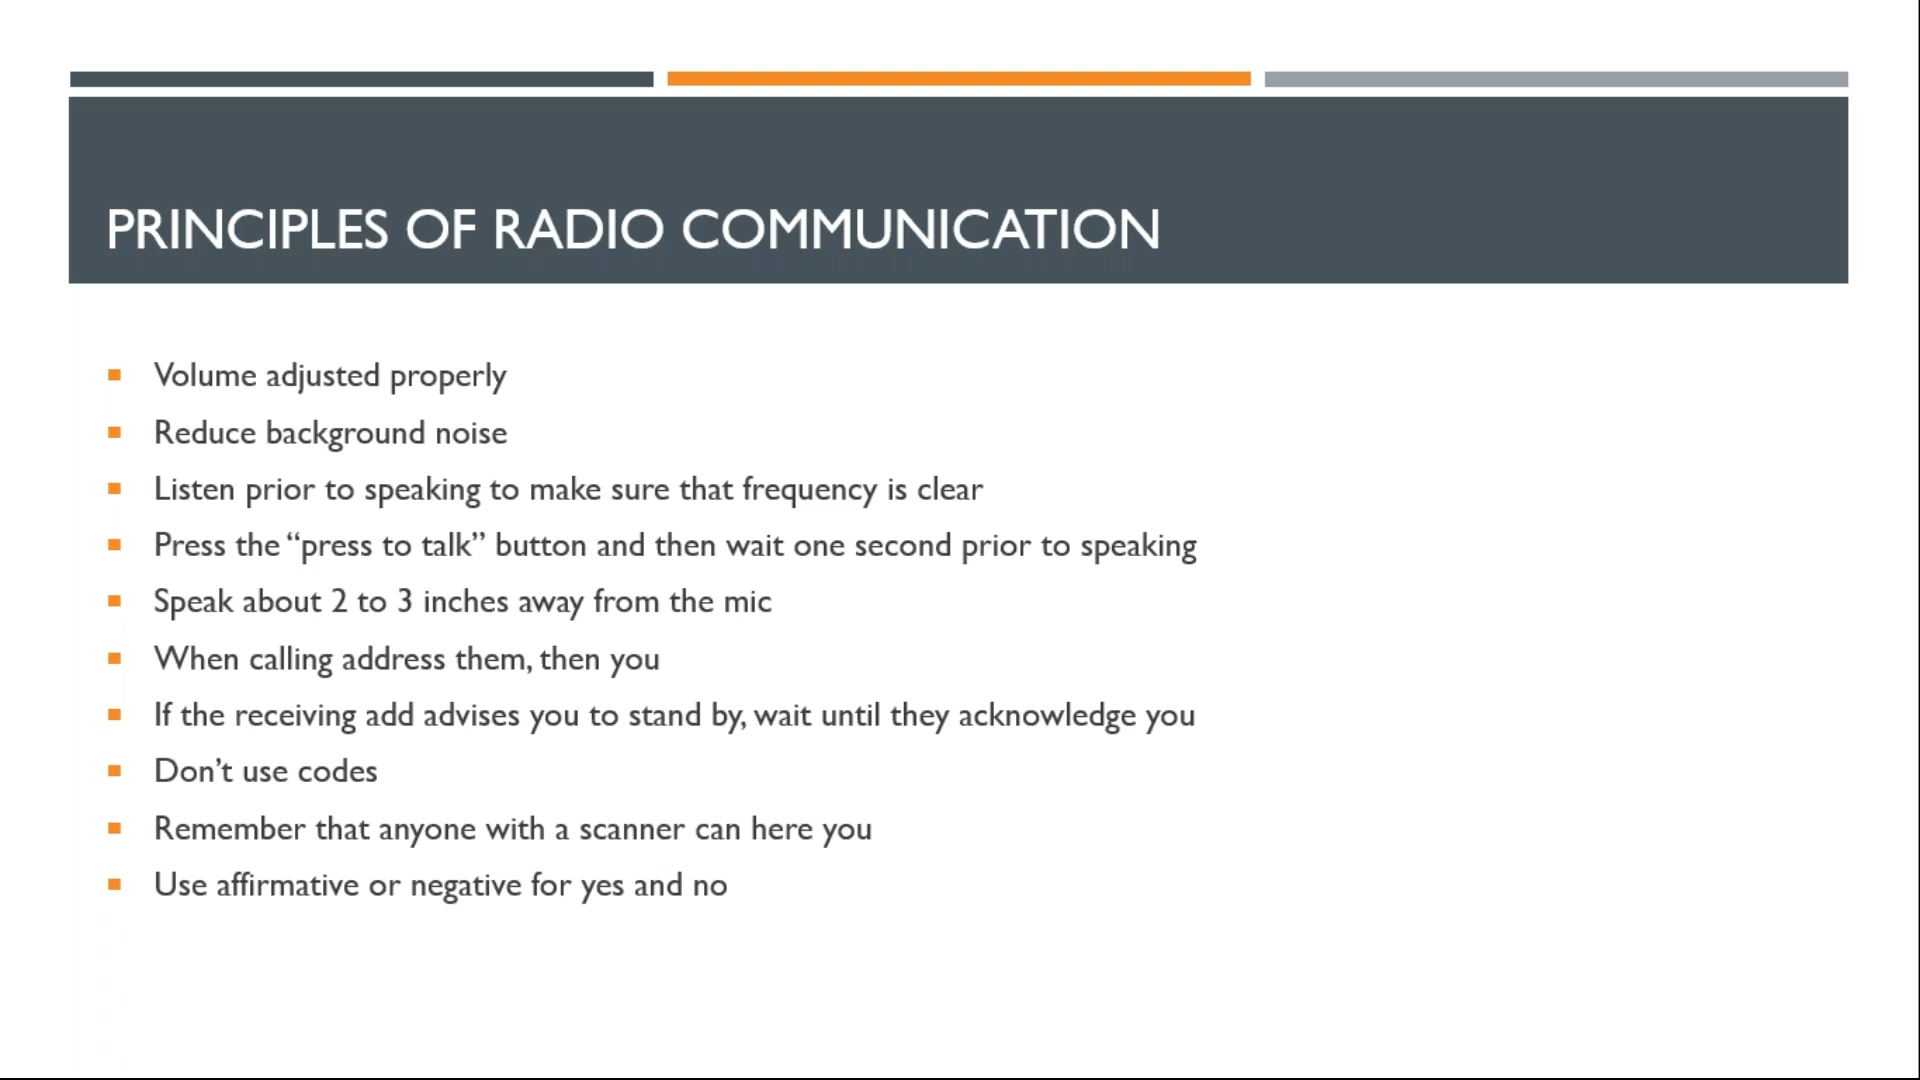 PRINCIPLES OF RADIO COMMUNICATION
Volume adjusted properly
Reduce background noise
Listen prior to speaking to make sure that frequency is clear
Press the “press to talk” button and then wait one second prior to speaking
Speak about 2 to 3 inches away from the mic
When calling address them, then you
If the receiving add advises you to stand by, wait until they acknowledge you
Don’t use codes
Remember that anyone with a scanner can here you
Use affirmative or negative for yes and no